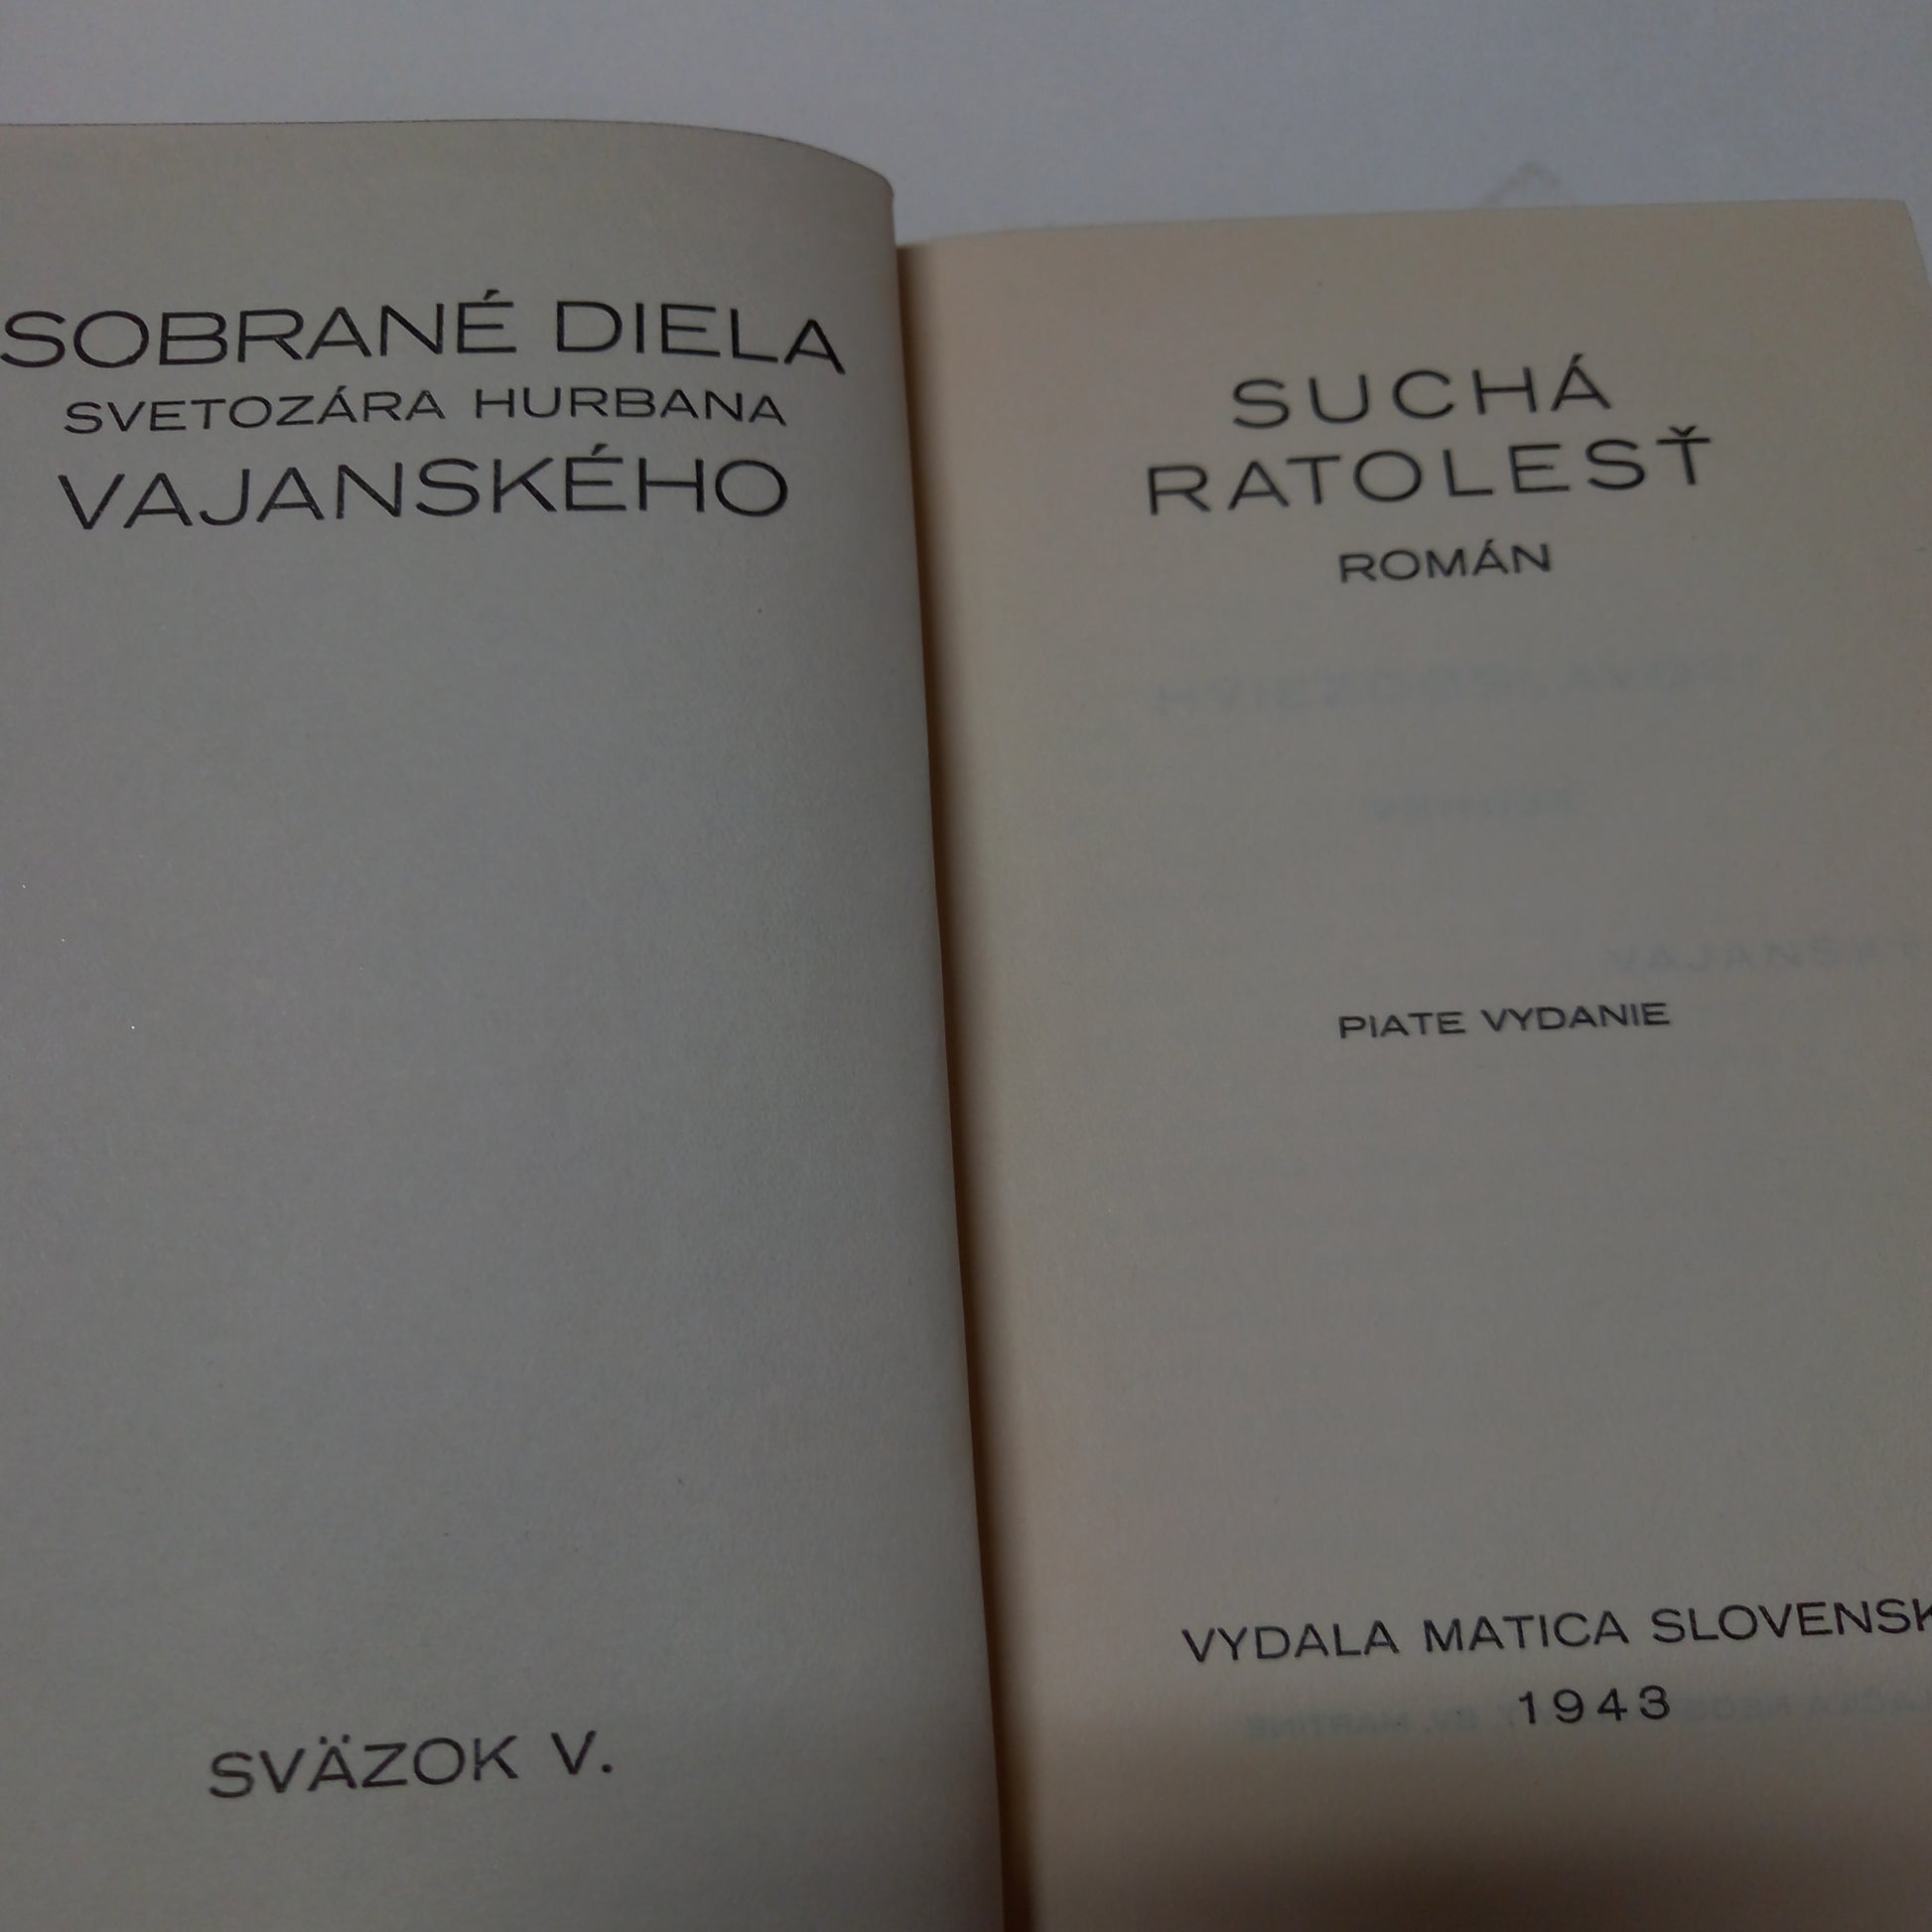 SOBRANÉ DIELA
SVETOZÁRA HURBANA
VAJANSKÉHO
SVÄZOK V.
SUCHÁ
RATOLESŤ
ROMÁN
PIATE VYDANIE
VYDALA MATICA SLOVENSK
1943